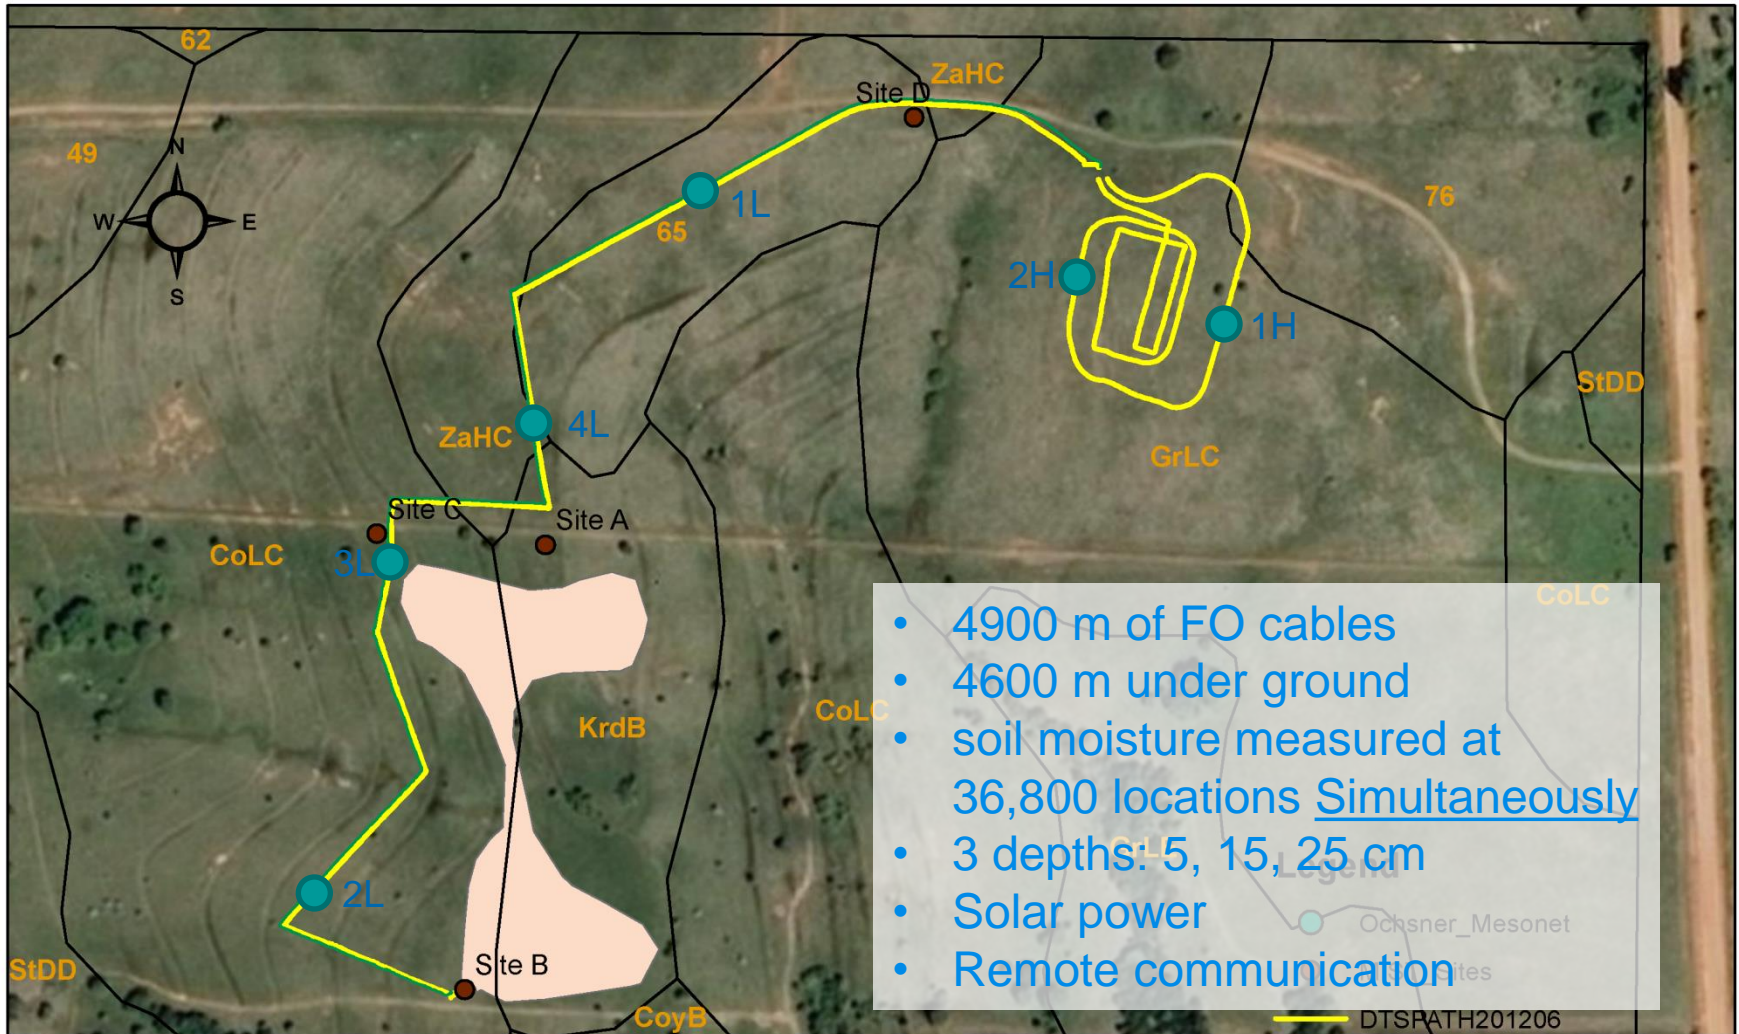 62
ZaHC
Site D
49
N
W
E
S
1L
65
76
2H
1H
StDD
4L
ZaHC
GrLC
Site C
Site A
CoLC
3L
CoLC
• 4900 m of FO cables
• 4600 m under ground
• soil moisture measured at
36,800 locations Simultaneously
• 3 depths: 5, 15, 25 cm
• Solar power
• Remote communication
CoLC
KrdB
Legend
2L
Ochsner_Mesonet
Site B
StDD
Sites
CoyB
DTSPATH201206